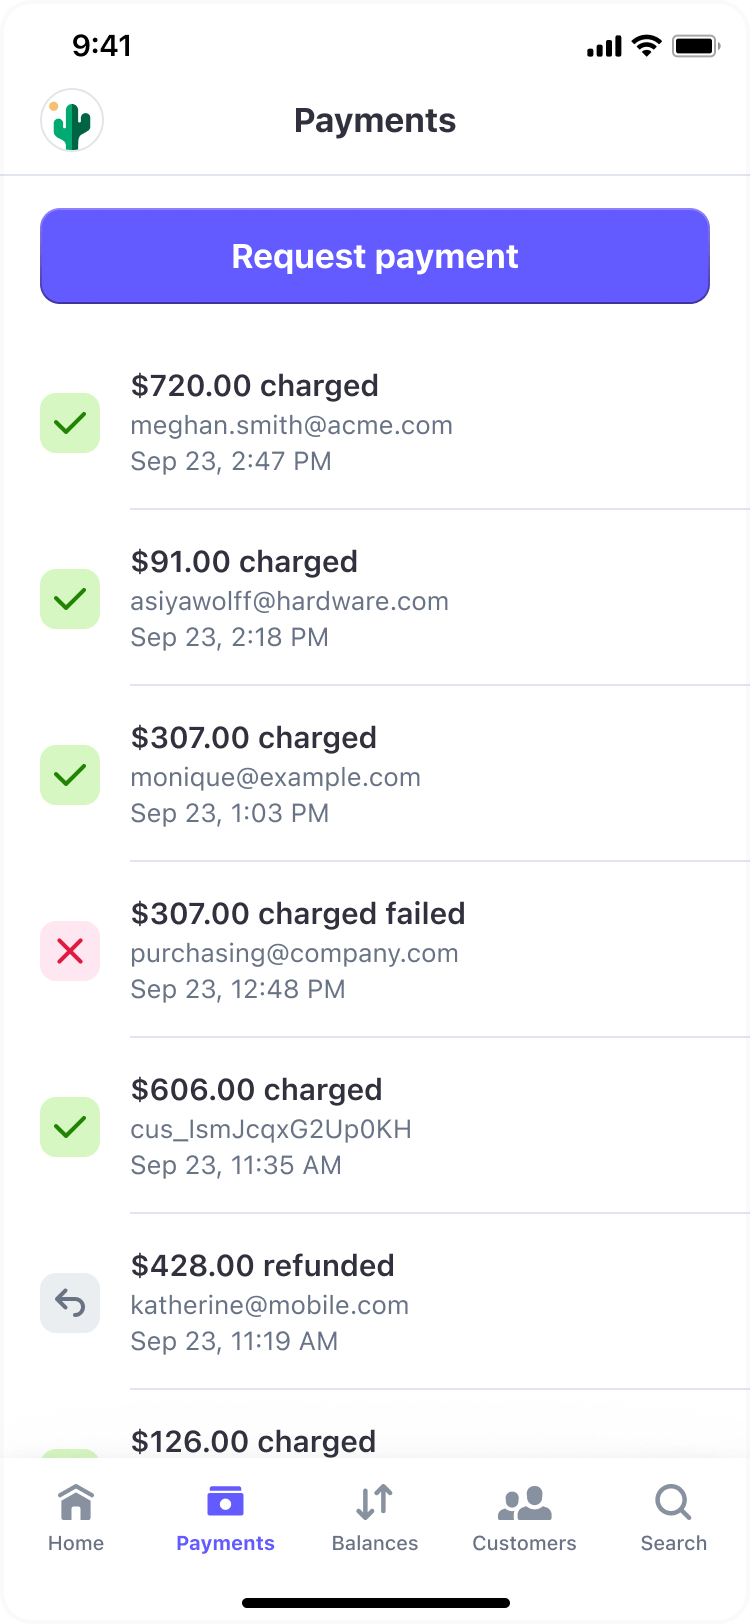 9:41
Payments
Request payment
$720.00 charged
meghan.smith@acme.com
Sep 23, 2:47 PM
$91.00 charged
asiyawolff@hardware.com
Sep 23, 2:18 PM
$307.00 charged
monique@example.com
Sep 23, 1:03 PM
$307.00 charged failed
purchasing@company.com
Sep 23, 12:48 PM
$606.00 charged
cus_IsmJcqxG2Up0KH
Sep 23, 11:35 AM
$428.00 refunded
katherine@mobile.com
Sep 23, 11:19 AM
$126.00 charged
Home
Payments
Balances
Customers
Search